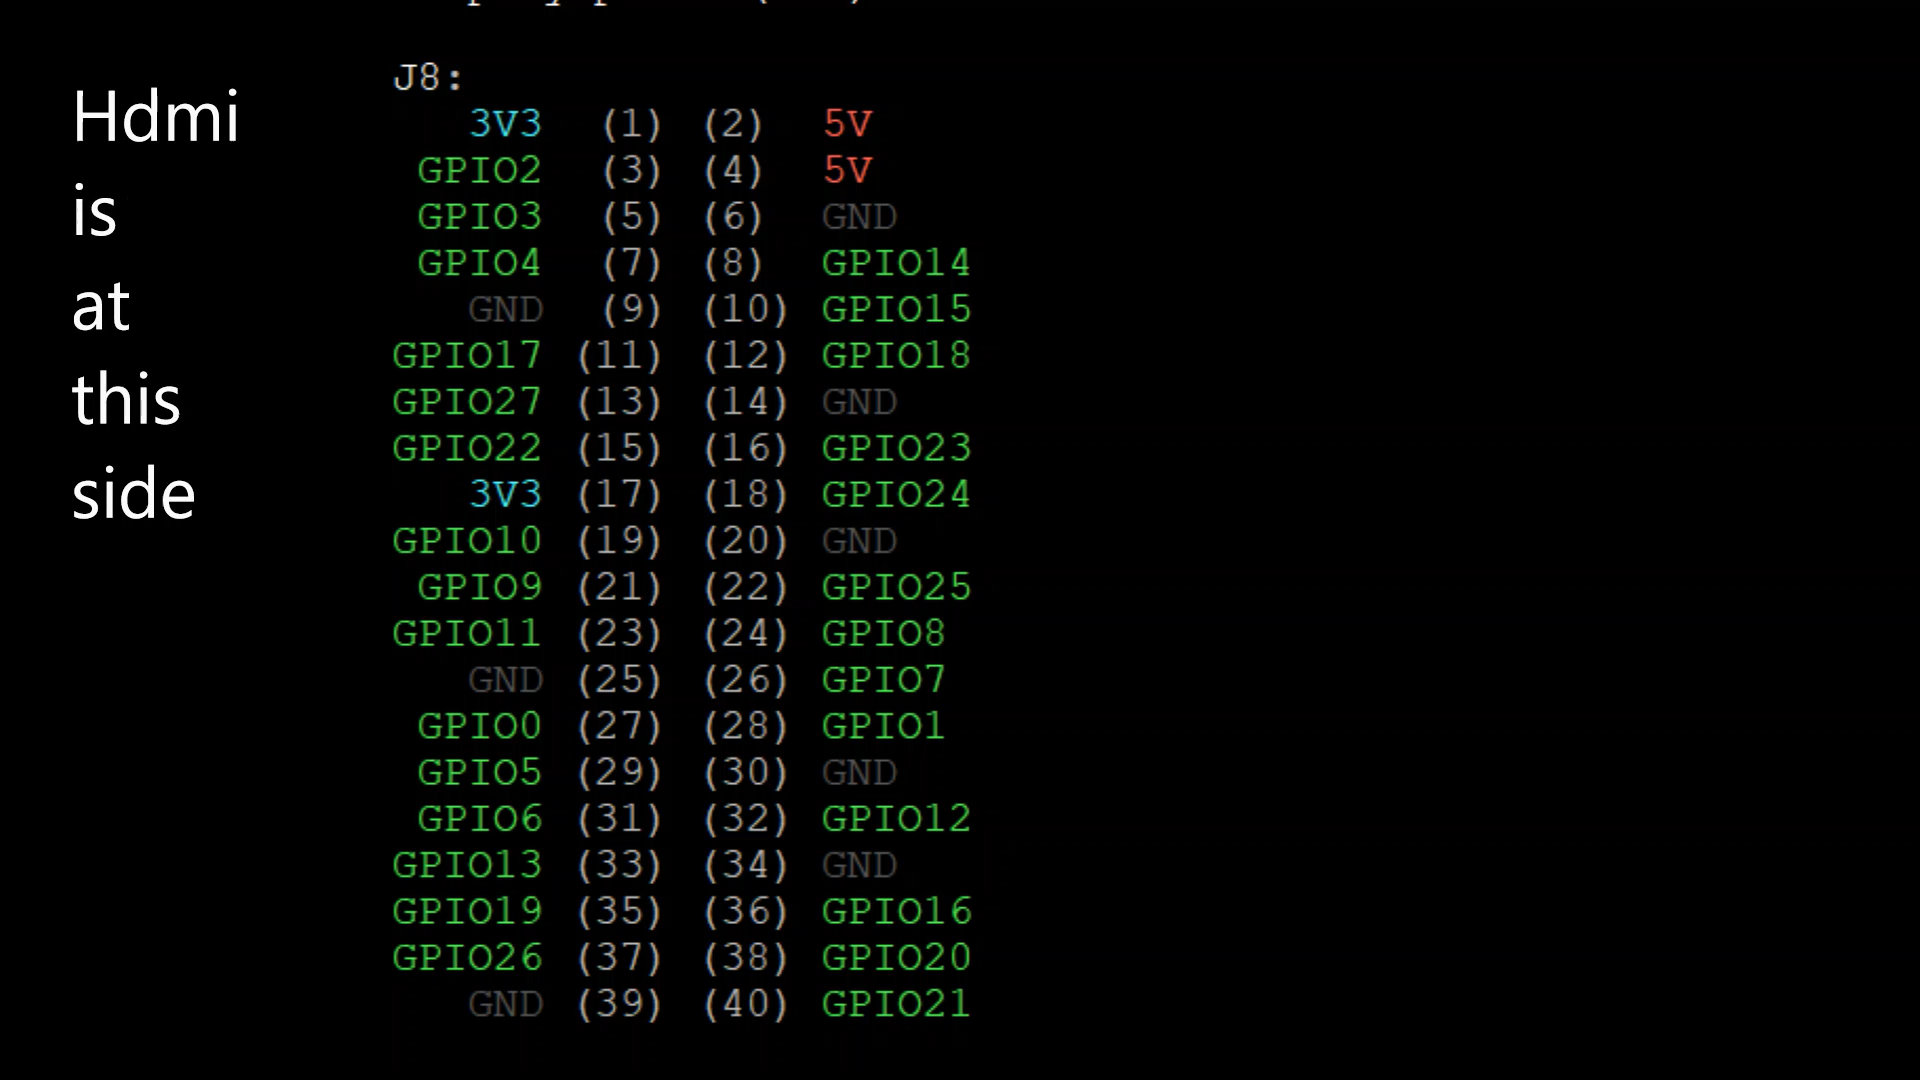 Hdmi
is
at
this
side
J8:
3V3 (1) (2) 5V
GPIO2 (3) (4) 5V
GPIO3 (5) (6) GND
GPIO4 (7) (8) GPIO14
GND (9) (10) GPIO15
GPIO17 (11) (12) GPIO18
GPIO27 (13) (14) GND
GPIO22 (15) (16) GPIO23
3V3 (17) (18) GPIO24
GPIO10 (19) (20) GND
GPIO9 (21) (22) GPIO25
GPIO11 (23) (24) GPIO8
GND (25) (26) GPIO7
GPIO0 (27) (28) GPIO1
GPIO5 (29) (30) GND
GPIO6 (31) (32) GPIO12
GPIO13 (33) (34) GND
GPIO19 (35) (36) GPIO16
GPIO26 (37) (38) GPIO20
GND (39) (40) GPIO21